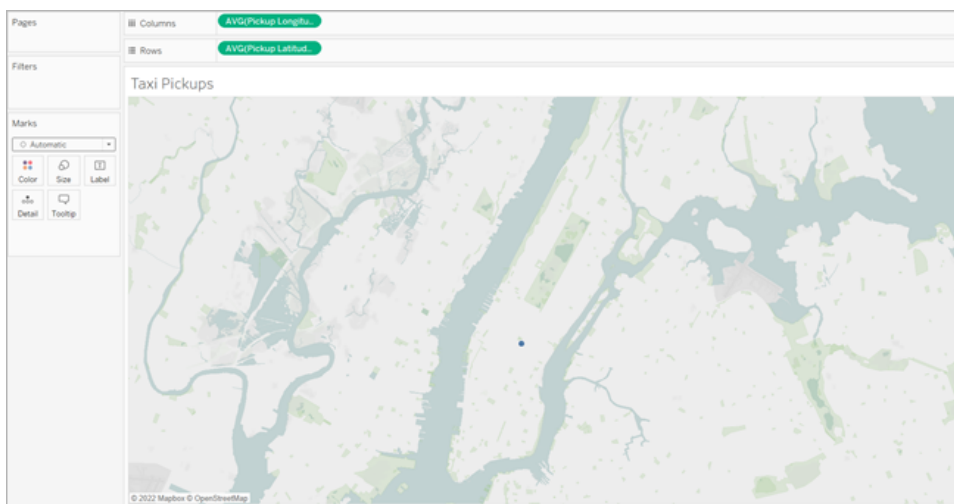 Pages
Columns
AVG(Pickup Longitu..
Rows
AVG(Pickup Latitud..
Filters
Taxi Pickups
Marks
Automatic
Color
Size
Label
Detail
Tooltip
© 2022 Mapbox © OpenStreetMap